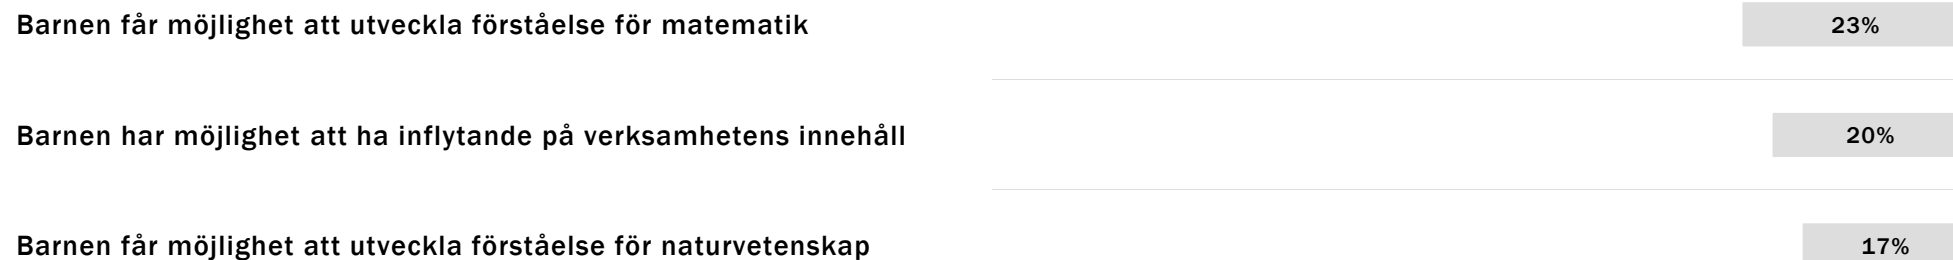 Barnen får möjlighet att utveckla förståelse för matematik 23%
Barnen har möjlighet att ha inflytande på verksamhetens innehåll 20%
Barnen får möjlighet att utveckla förståelse för naturvetenskap 17%